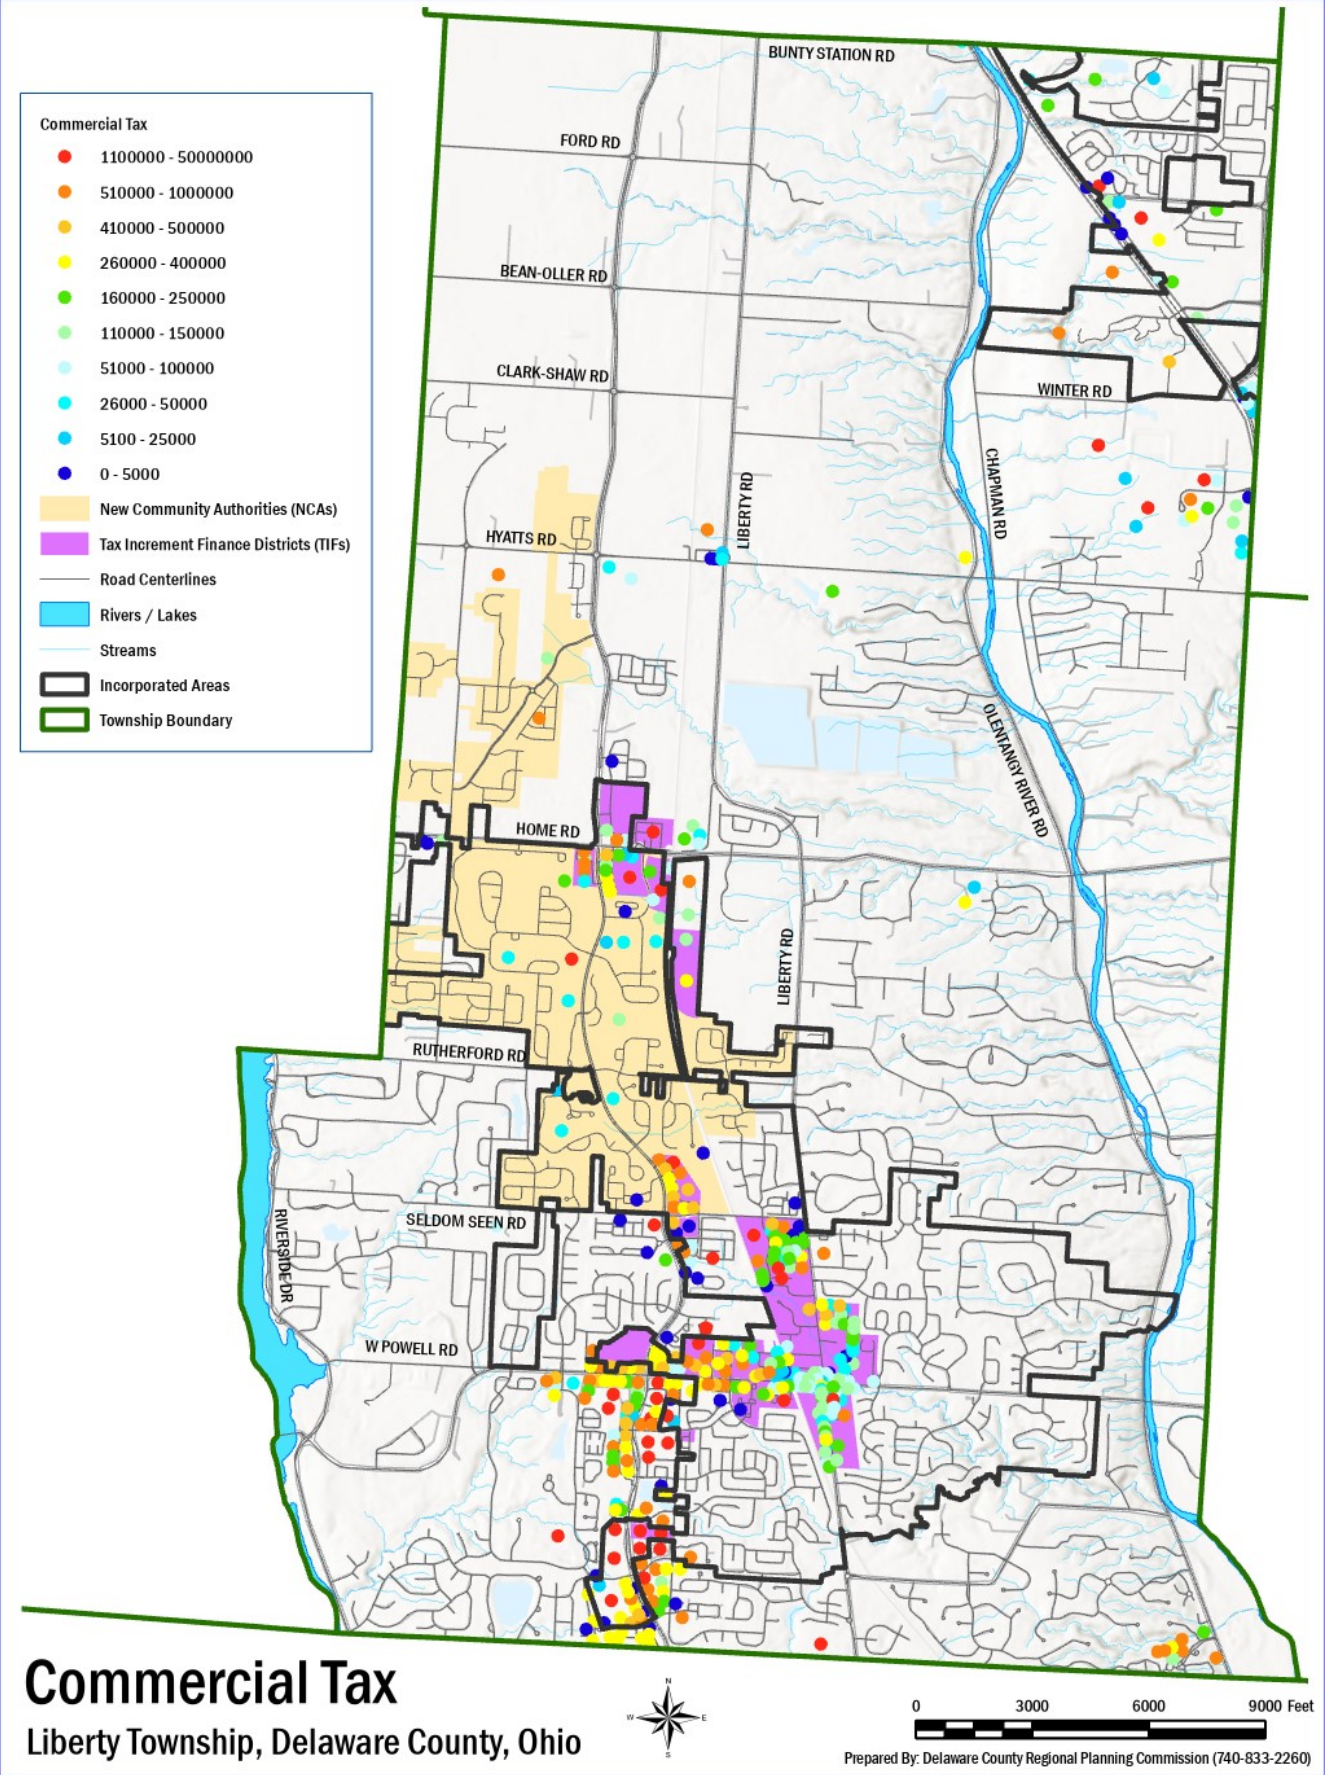 BUNTY STATION RD
FORD RD
BEAN-OLLER RD
CLARK-SHAW RD
WINTER RD
CHAPMAN RD
LIBERTY RD
HYATTS RD
OLENTANGY RIVER RD
HOME RD
LIBERTY RD
RUTHERFORD RD
SELDOM SEEN RD
RIVERSIDE DR
W POWELL RD
Commercial Tax
1100000 - 50000000
510000 - 1000000
410000 - 500000
260000 - 400000
160000 - 250000
110000 - 150000
51000 - 100000
26000 - 50000
5100 - 25000
0 - 5000
New Community Authorities (NCAs)
Tax Increment Finance Districts (TIFs)
Road Centerlines
Rivers / Lakes
Streams
Incorporated Areas
Township Boundary
Commercial Tax
Liberty Township, Delaware County, Ohio
N
W E
S
0 3000 6000 9000 Feet
Prepared By: Delaware County Regional Planning Commission (740-833-2260)